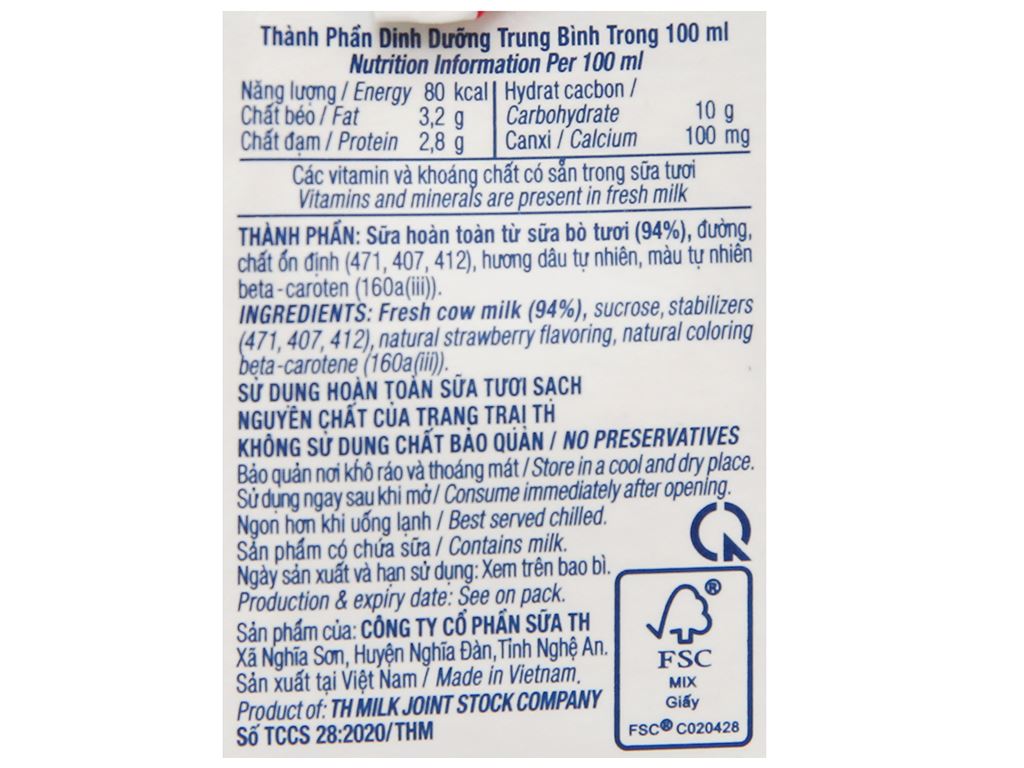 Thành Phần Dinh Dưỡng Trung Bình Trong 100 ml
Nutrition Information Per 100 ml
Năng lượng / Energy 80 kcal
Chất béo / Fat 3,2 g
Chất đạm / Protein 2,8 g
Hydrat cacbon /
Carbohydrate 10 g
Canxi / Calcium 100 mg
Các vitamin và khoáng chất có sẵn trong sữa tươi
Vitamins and minerals are present in fresh milk
THÀNH PHẦN: Sữa hoàn toàn từ sữa bò tươi (94%), đường,
chất ổn định (471, 407, 412), hương dâu tự nhiên, màu tự nhiên
beta-caroten (160a(iii)).
INGREDIENTS: Fresh cow milk (94%), sucrose, stabilizers
(471, 407, 412), natural strawberry flavoring, natural coloring
beta-carotene (160a(iii)).
SỬ DỤNG HOÀN TOÀN SỮA TƯƠI SẠCH
NGUYÊN CHẤT CỦA TRANG TRẠI TH
KHÔNG SỬ DỤNG CHẤT BẢO QUẢN / NO PRESERVATIVES
Bảo quản nơi khô ráo và thoáng mát / Store in a cool and dry place.
Sử dụng ngay sau khi mở / Consume immediately after opening.
Ngon hơn khi uống lạnh / Best served chilled.
Sản phẩm có chứa sữa / Contains milk.
Ngày sản xuất và hạn sử dụng: Xem trên bao bì.
Production & expiry date: See on pack.
Sản phẩm của: CÔNG TY CỔ PHẦN SỮA TH
Xã Nghĩa Sơn, Huyện Nghĩa Đàn, Tỉnh Nghệ An.
Sản xuất tại Việt Nam / Made in Vietnam.
Product of: TH MILK JOINT STOCK COMPANY
Số TCCS 28:2020/THM
®
FSC
MIX
Giấy
FSC® C020428